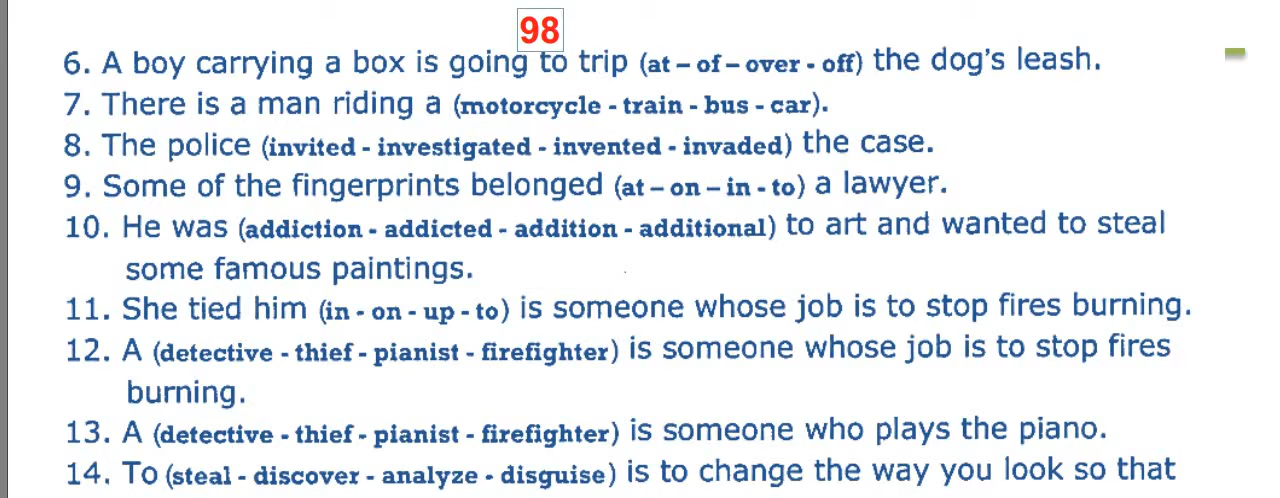 98
6. A boy carrying a box is going to trip (at – of – over - off) the dog's leash.
7. There is a man riding a (motorcycle - train - bus - car).
8. The police (invited - investigated - invented - invaded) the case.
9. Some of the fingerprints belonged (at – on – in - to) a lawyer.
10. He was (addiction - addicted - addition - additional) to art and wanted to steal
some famous paintings.
11. She tied him (in - on - up - to) is someone whose job is to stop fires burning.
12. A (detective - thief - pianist - firefighter) is someone whose job is to stop fires
burning.
13. A (detective - thief - pianist - firefighter) is someone who plays the piano.
14. To (steal - discover - analyze - disguise) is to change the way you look so that